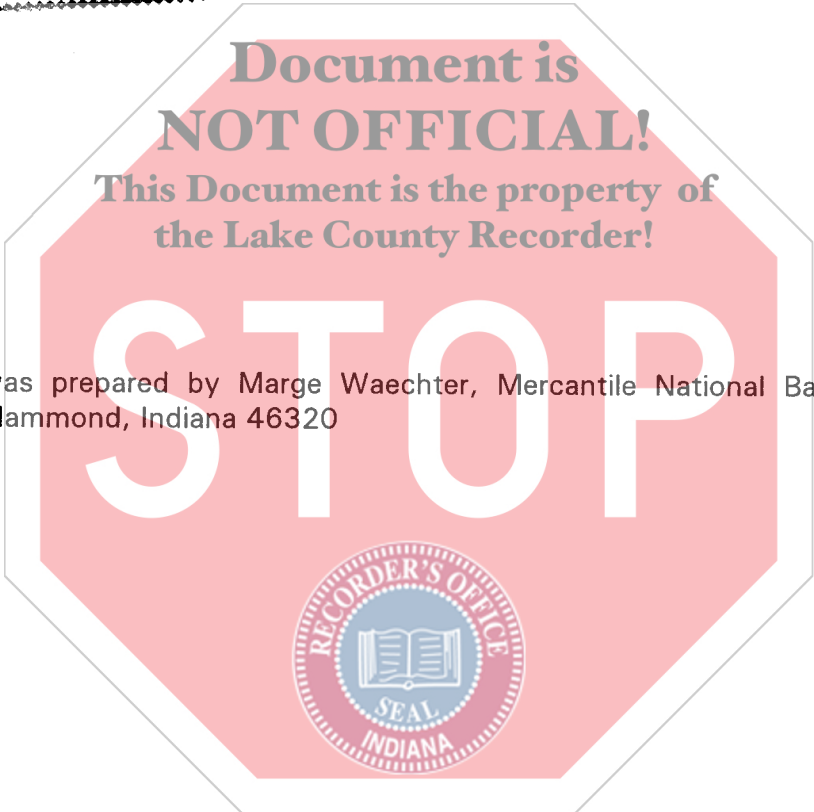 Document is
NOT OFFICIAL!
This Document is the property of
the Lake County Recorder!
STOP
as prepared by Marge Waechter, Mercantile National Ba
ammond, Indiana 46320
RECORDER'S OFFICE
SEAL
INDIANA